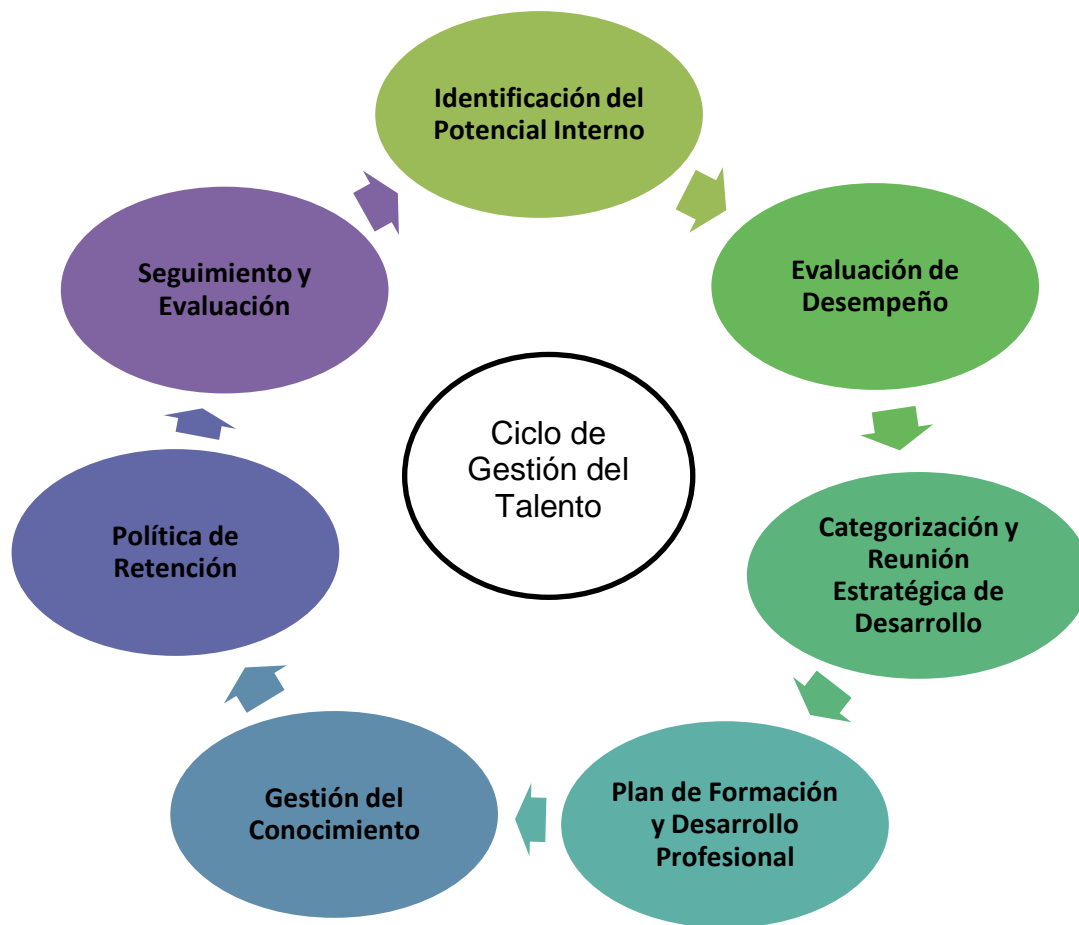 Identificación del
Potencial Interno
Evaluación de
Desempeño
Categorización y
Reunión
Estratégica de
Desarrollo
Plan de Formación
y Desarrollo
Profesional
Gestión del
Conocimiento
Política de
Retención
Seguimiento y
Evaluación
Ciclo de
Gestión del
Talento